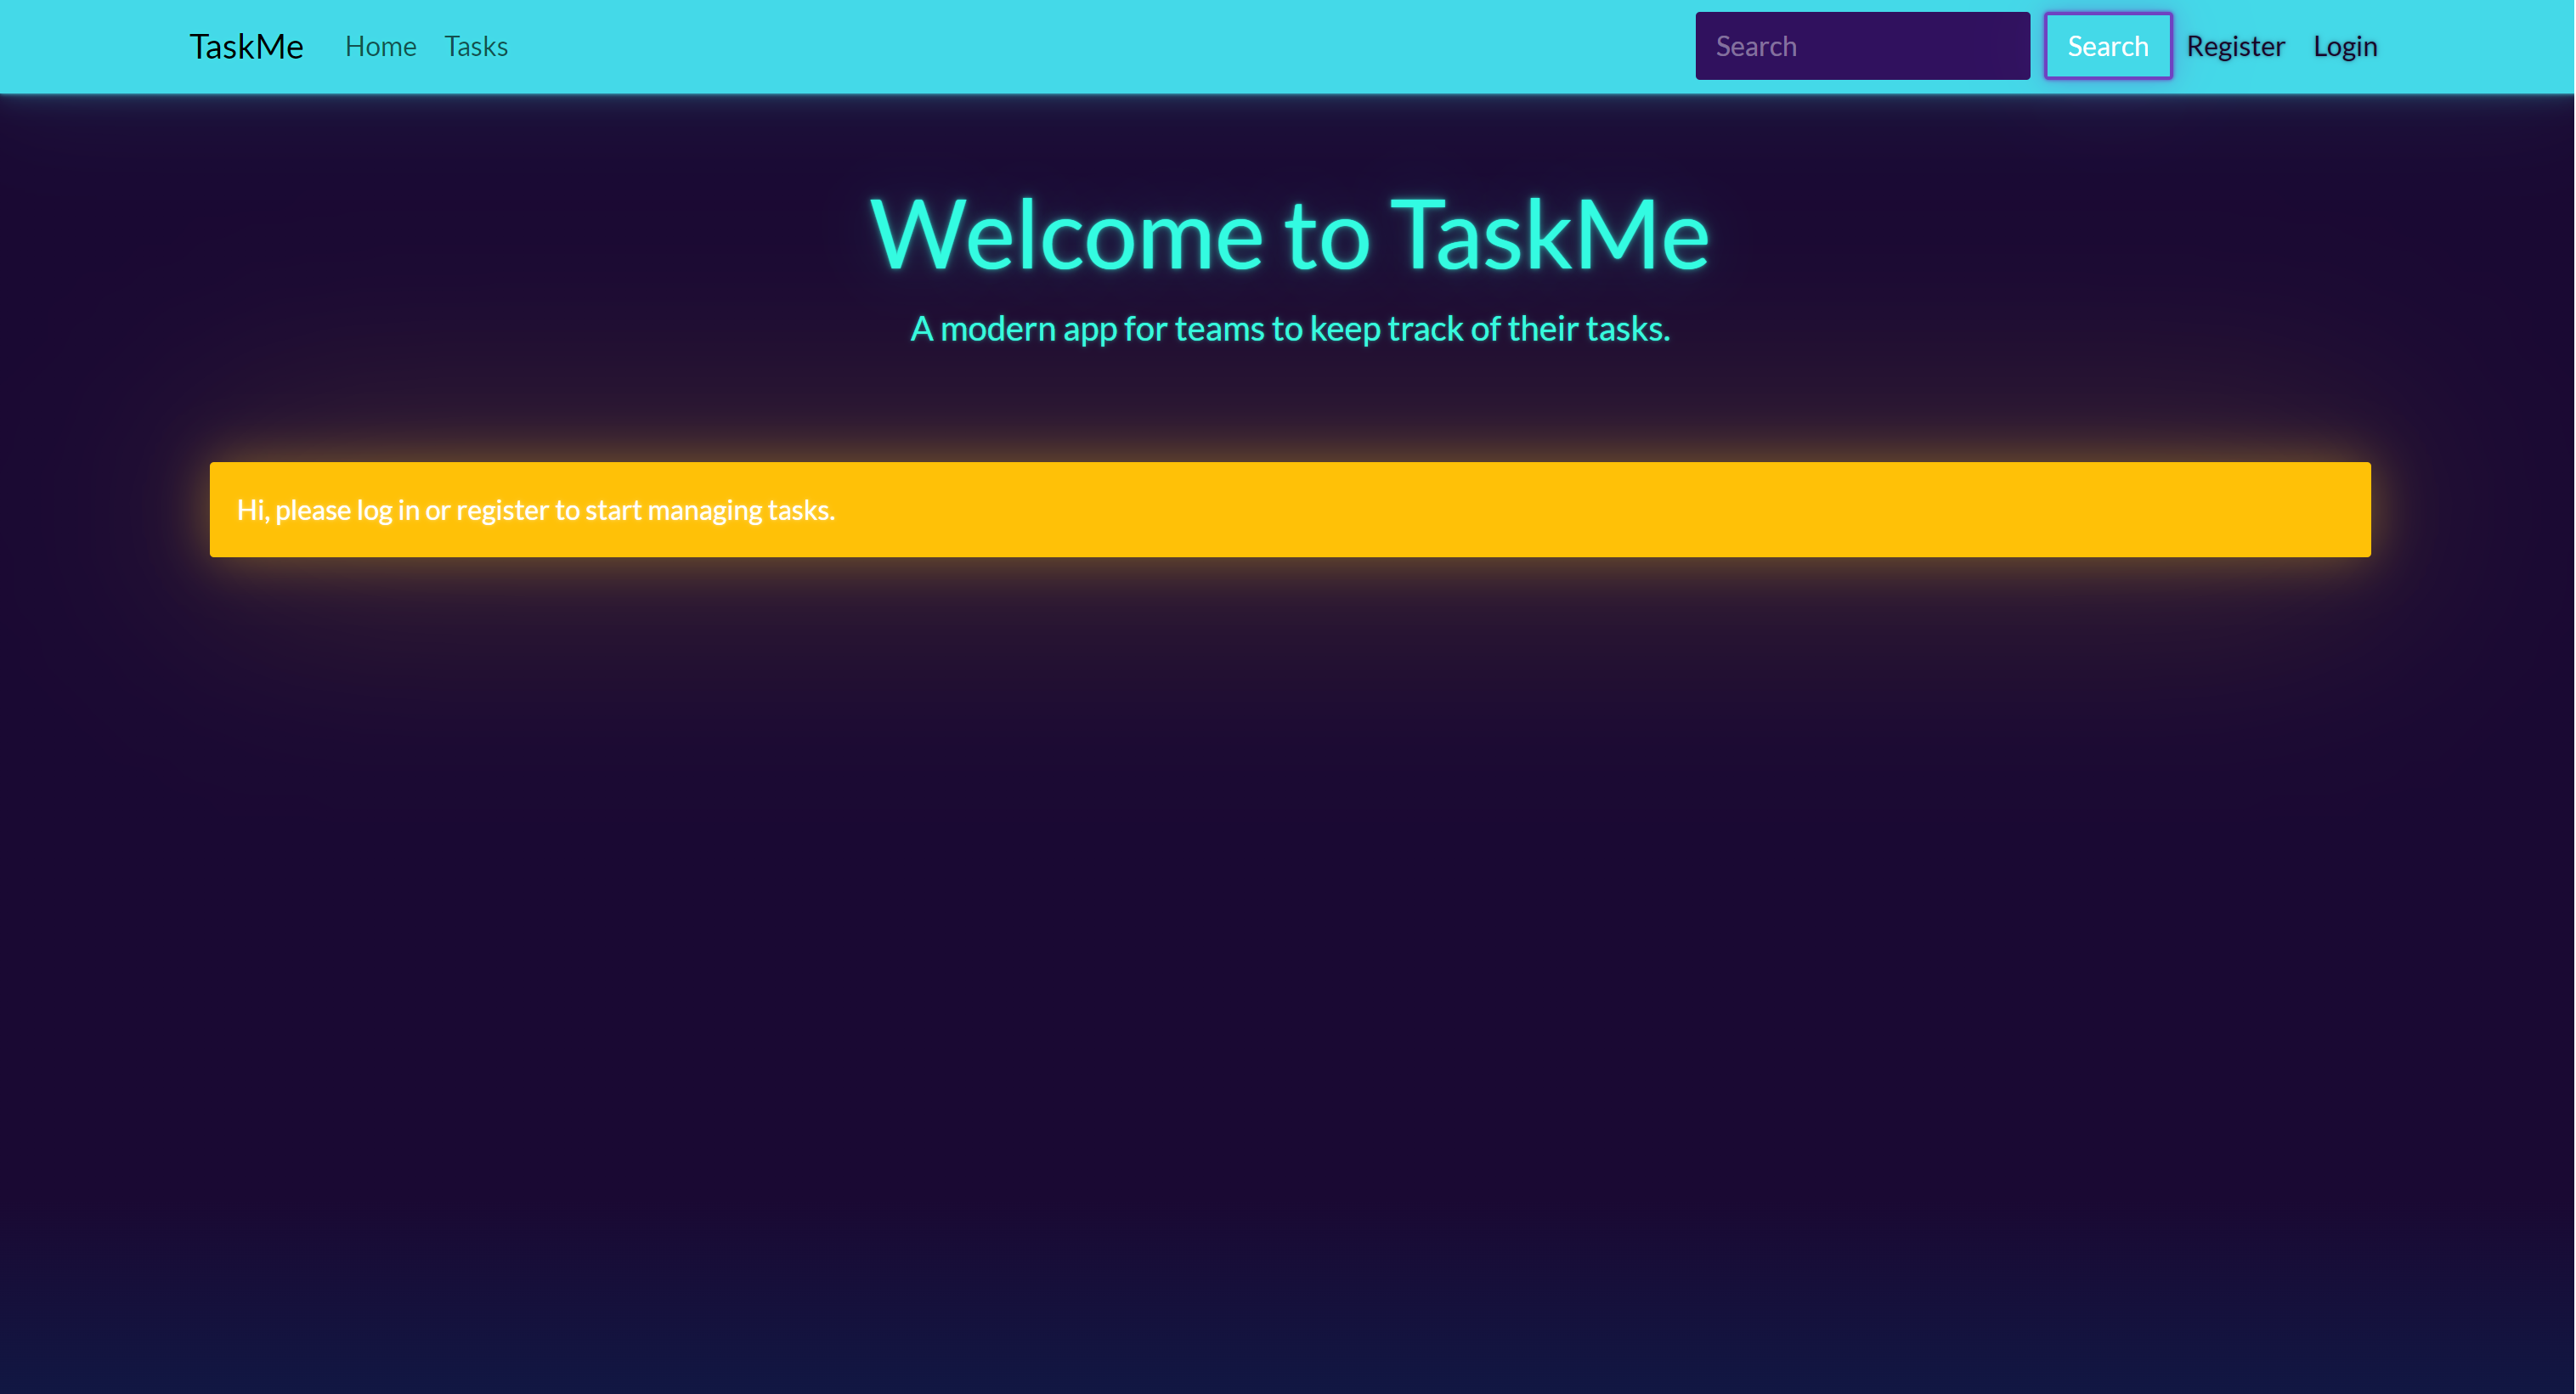 TaskMe Home Tasks Search Search Register Login
Welcome to TaskMe
A modern app for teams to keep track of their tasks.
Hi, please log in or register to start managing tasks.